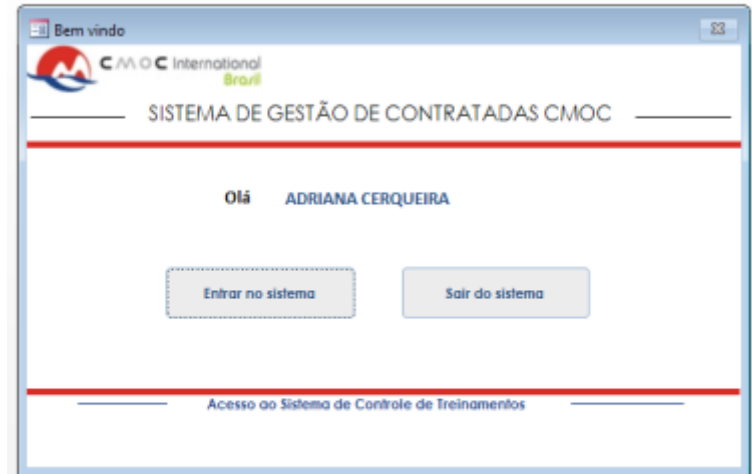 Bem vindo
CMOC International
Brasil
SISTEMA DE GESTÃO DE CONTRATADAS CMOC
Olá ADRIANA CERQUEIRA
Entrar no sistema Sair do sistema
Acesso ao Sistema de Controle de Treinamentos